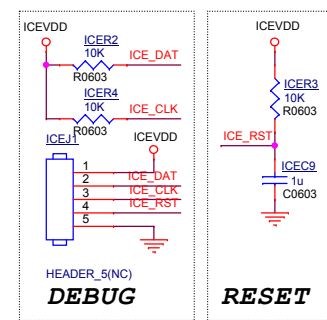 ICEVDD
ICER2
10K
ICE_DAT
R0603
ICER4
10K
ICE_CLK
R0603
ICEJ1
ICEVDD
1
2
ICE_DAT
3
ICE_CLK
4
ICE_RST
5
HEADER_5(NC)
DEBUG
ICEVDD
ICER3
10K
R0603
ICE_RST
ICEC9
1u
C0603
RESET